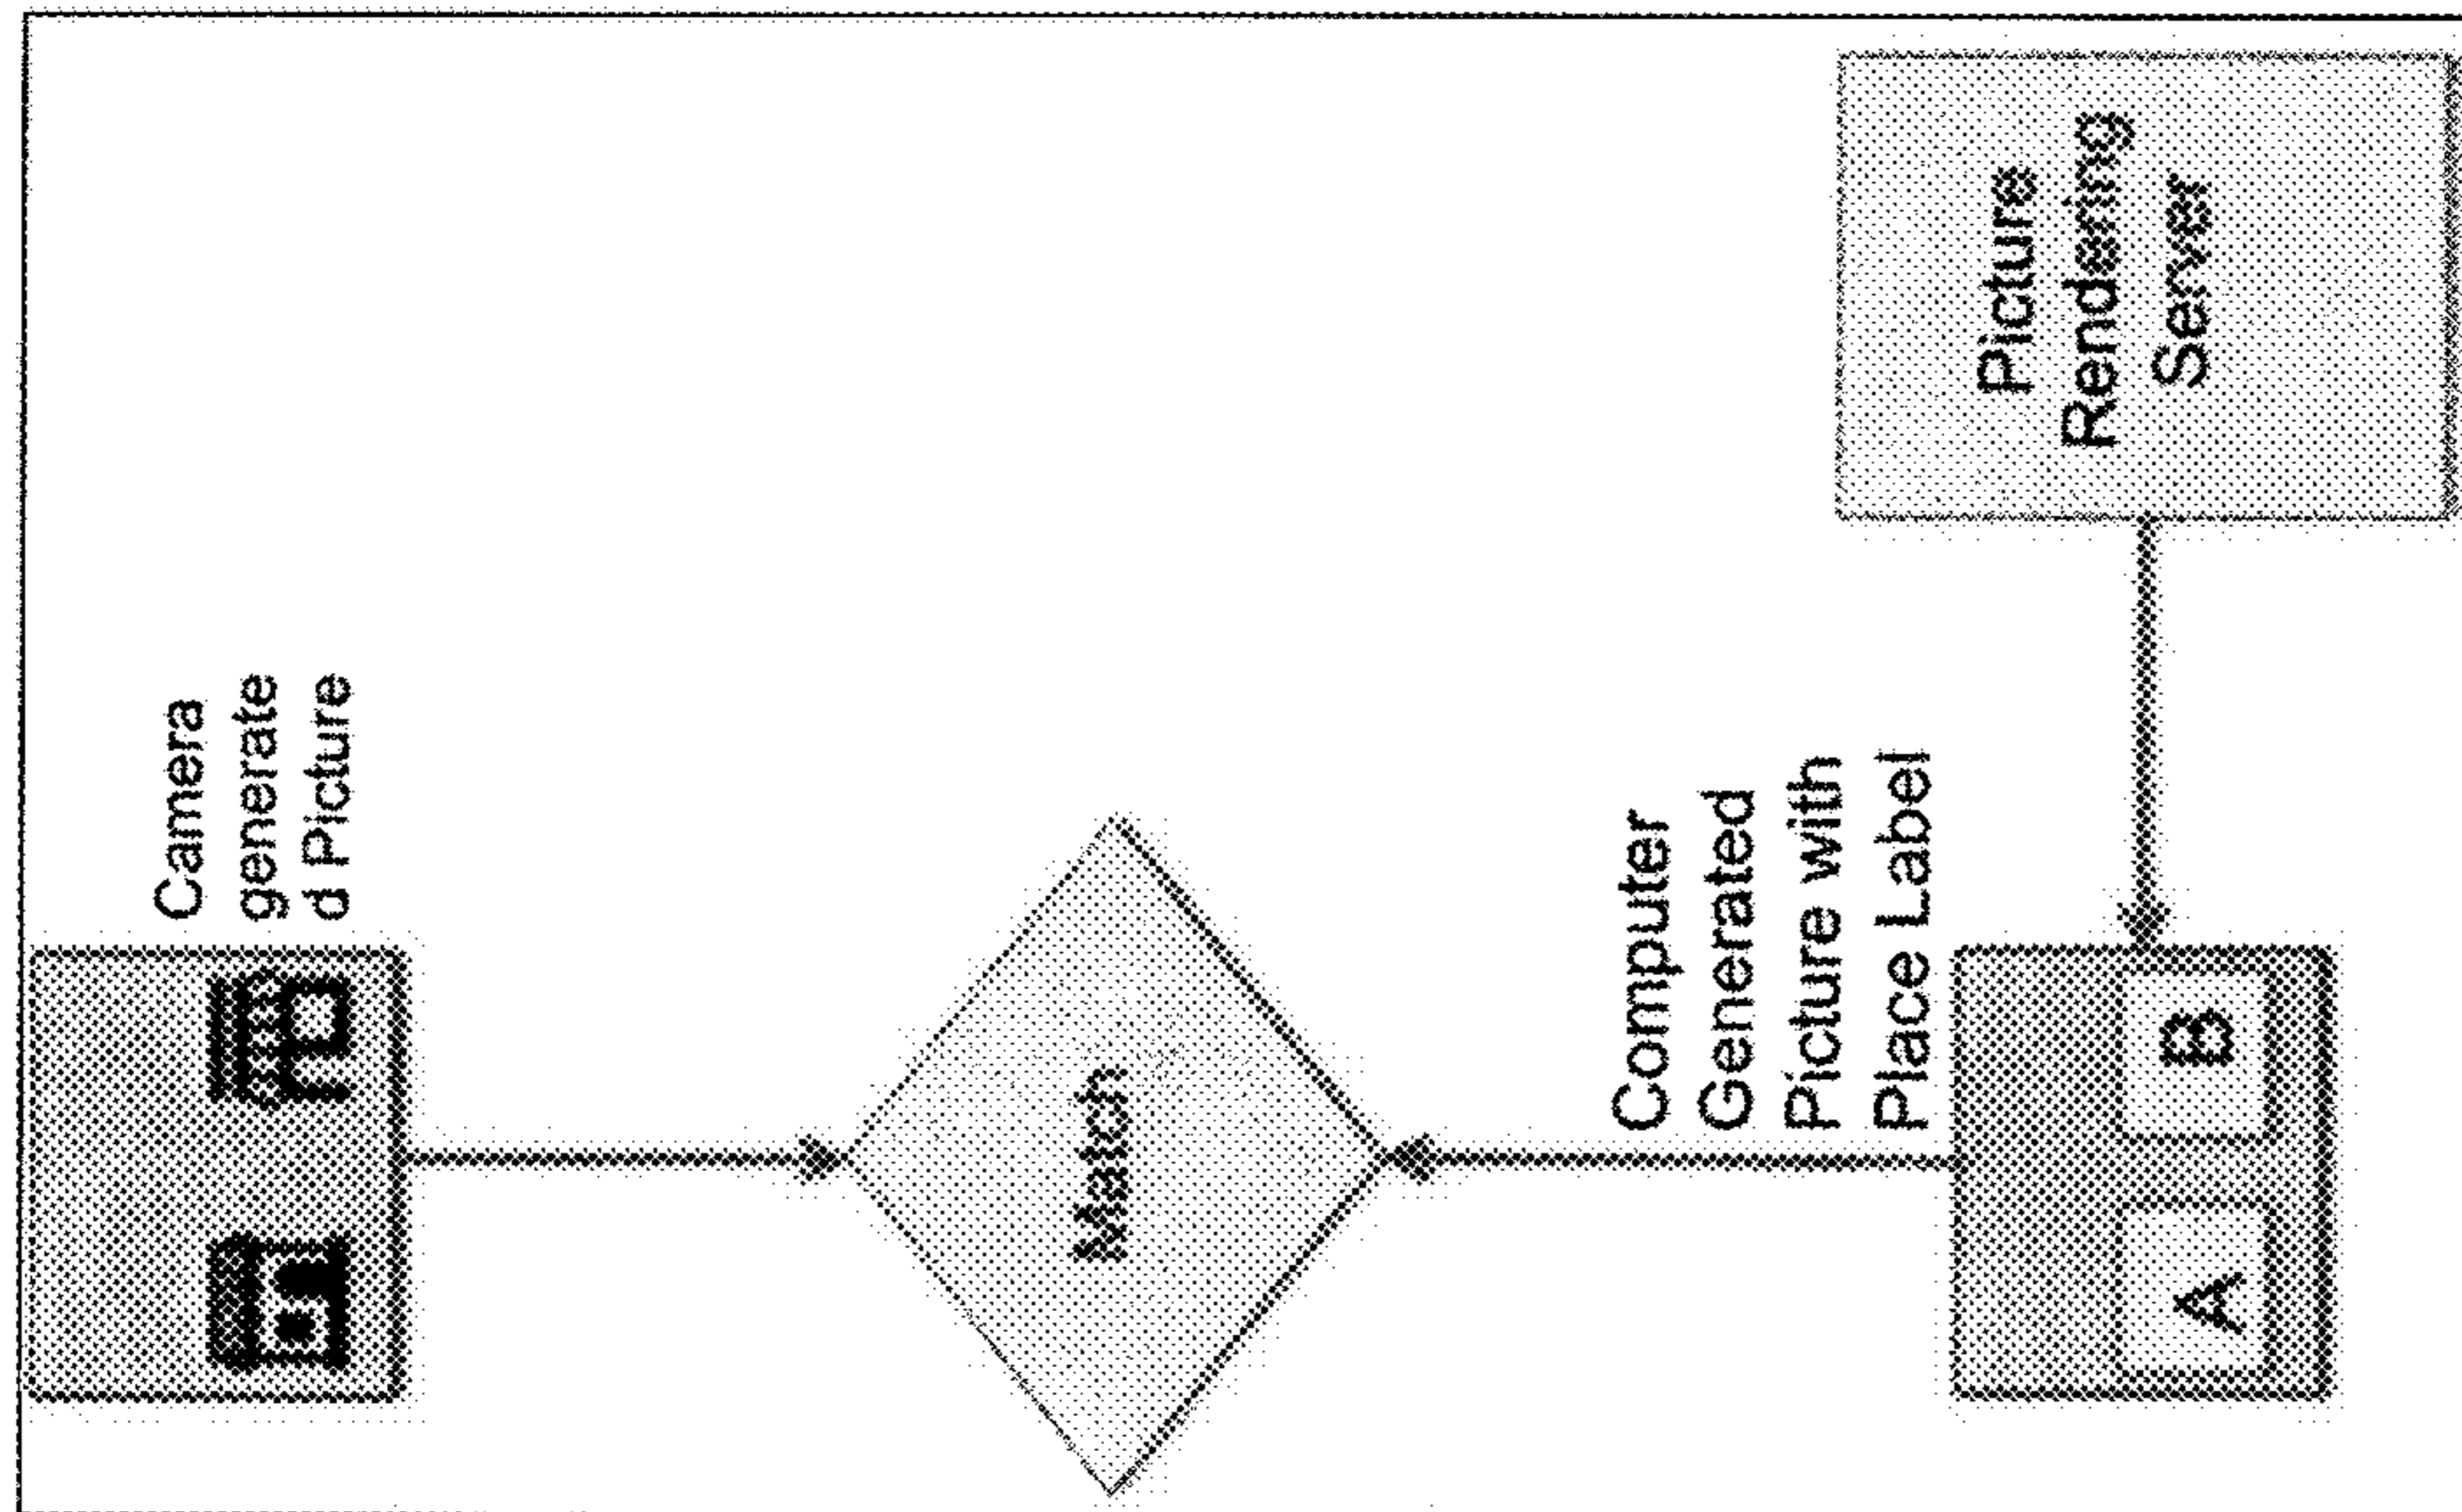 Camera
generate
d Picture
Match
Computer
Generated
Picture with
Place Label
A
B
Picture
Rendering
Server